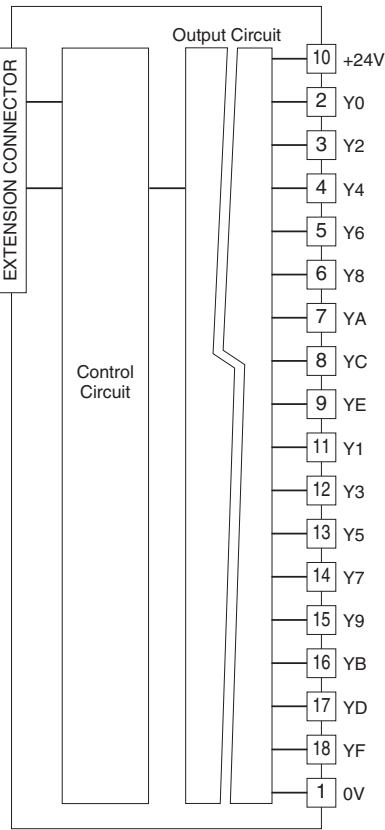 Output Circuit
EXTENSION CONNECTOR
Control
Circuit
10 +24V
2 Y0
3 Y2
4 Y4
5 Y6
6 Y8
7 YA
8 YC
9 YE
11 Y1
12 Y3
13 Y5
14 Y7
15 Y9
16 YB
17 YD
18 YF
1 0V